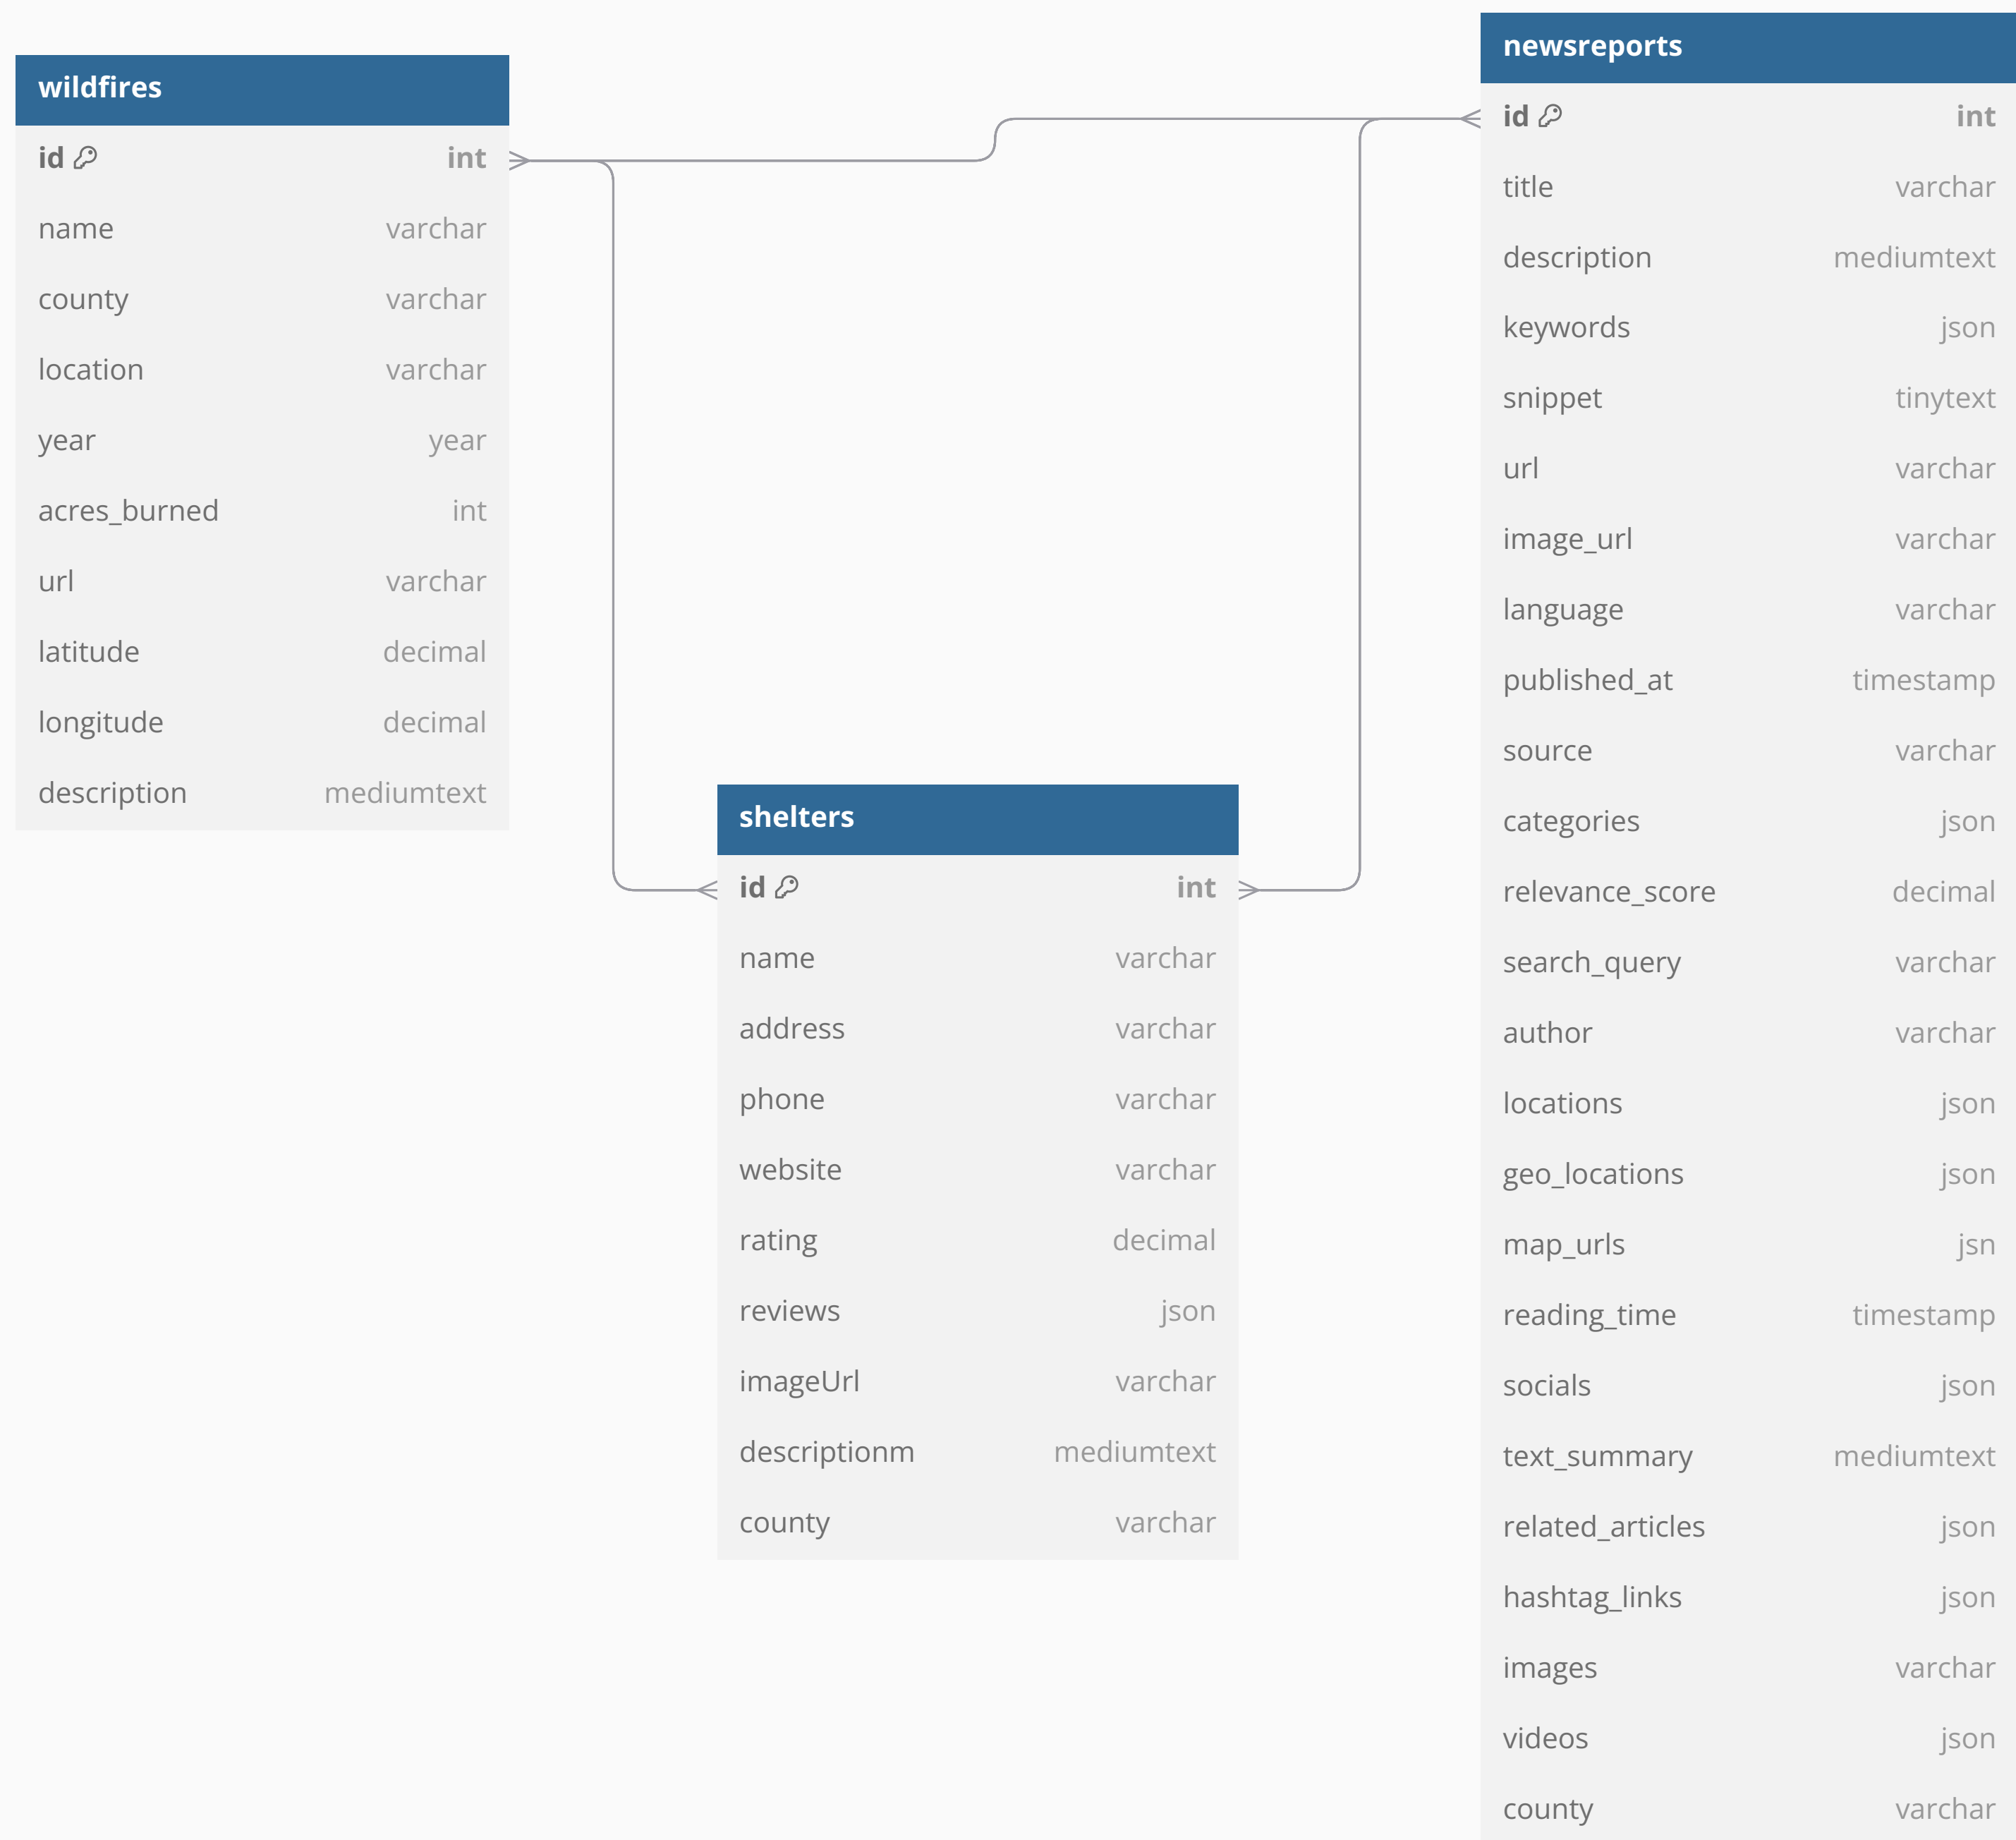 wildfires
id int
name varchar
county varchar
location varchar
year year
acres_burned int
url varchar
latitude decimal
longitude decimal
description mediumtext
shelters
id int
name varchar
address varchar
phone varchar
website varchar
rating decimal
reviews json
imageUrl varchar
descriptionm mediumtext
county varchar
newsreports
id int
title varchar
description mediumtext
keywords json
snippet tinytext
url varchar
image_url varchar
language varchar
published_at timestamp
source varchar
categories json
relevance_score decimal
search_query varchar
author varchar
locations json
geo_locations json
map_urls jsn
reading_time timestamp
socials json
text_summary mediumtext
related_articles json
hashtag_links json
images varchar
videos json
county varchar